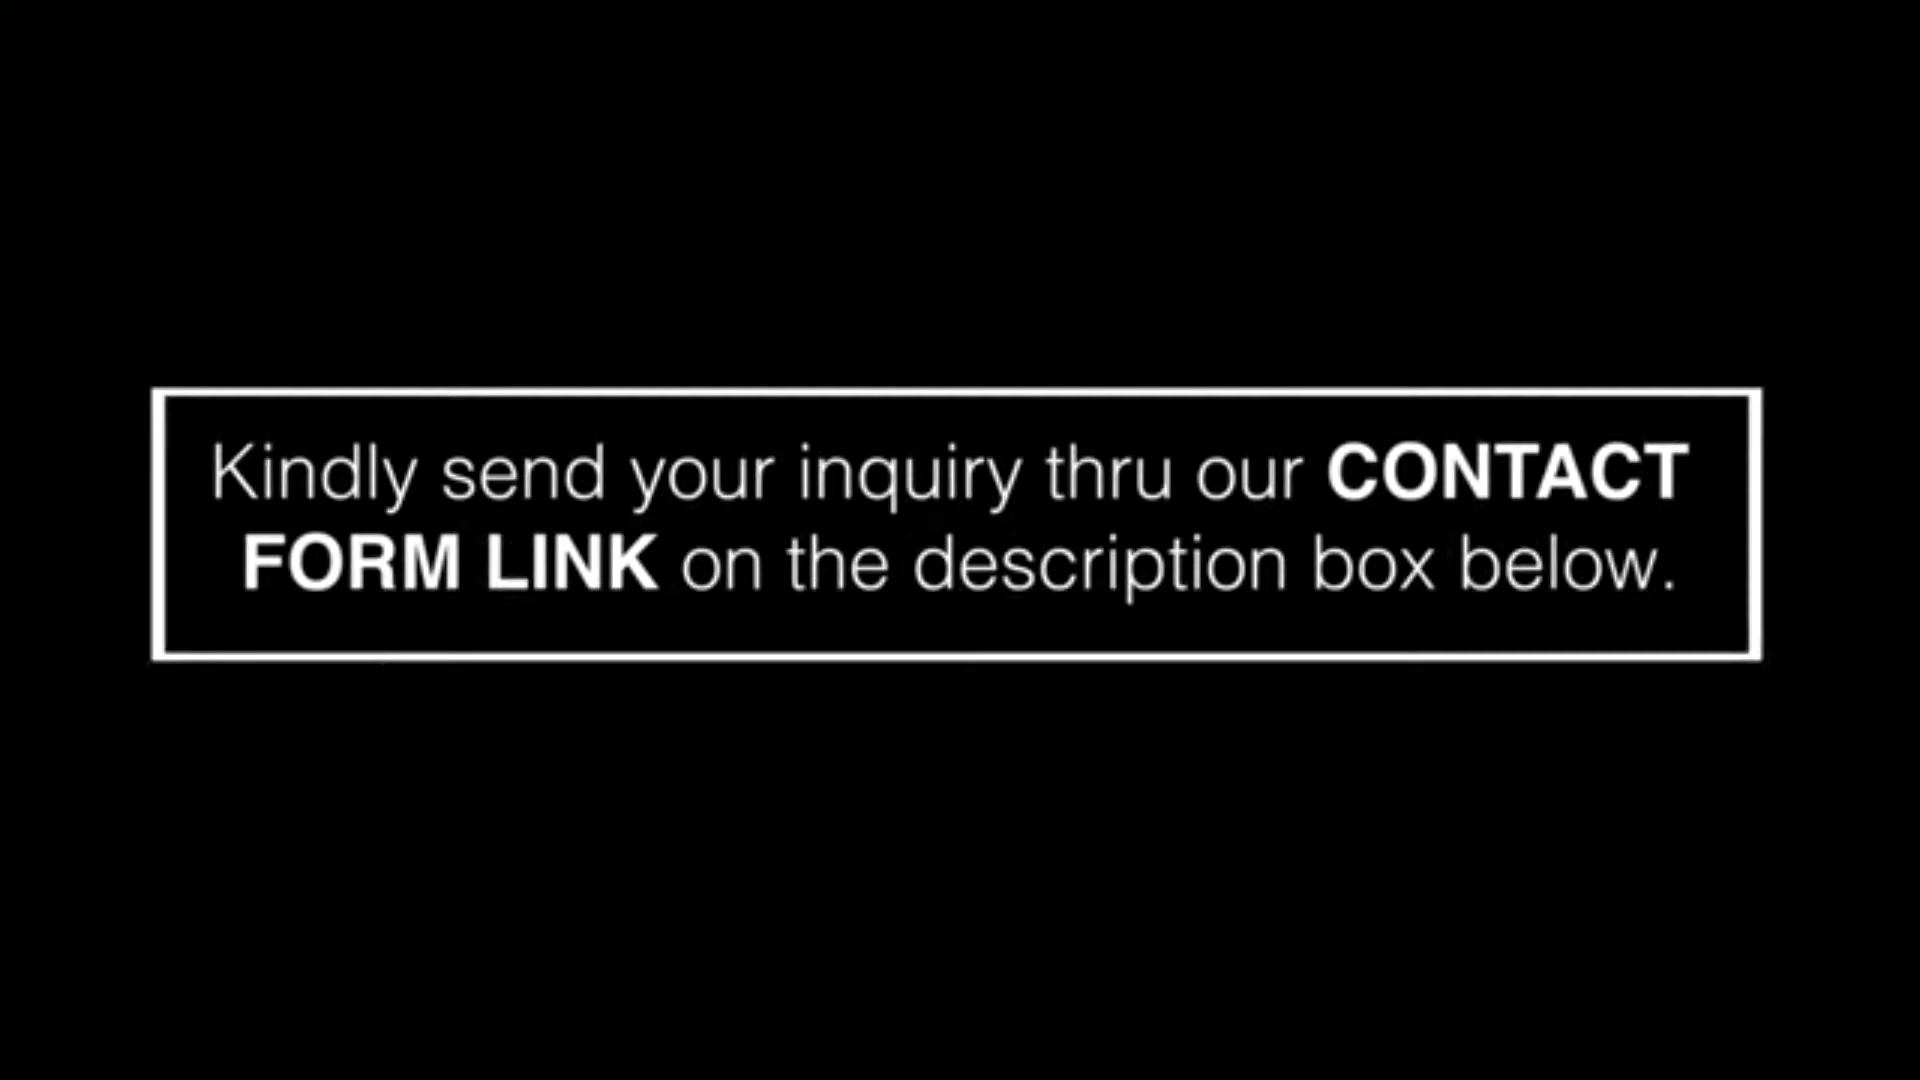 Kindly send your inquiry thru our CONTACT
FORM LINK on the description box below.